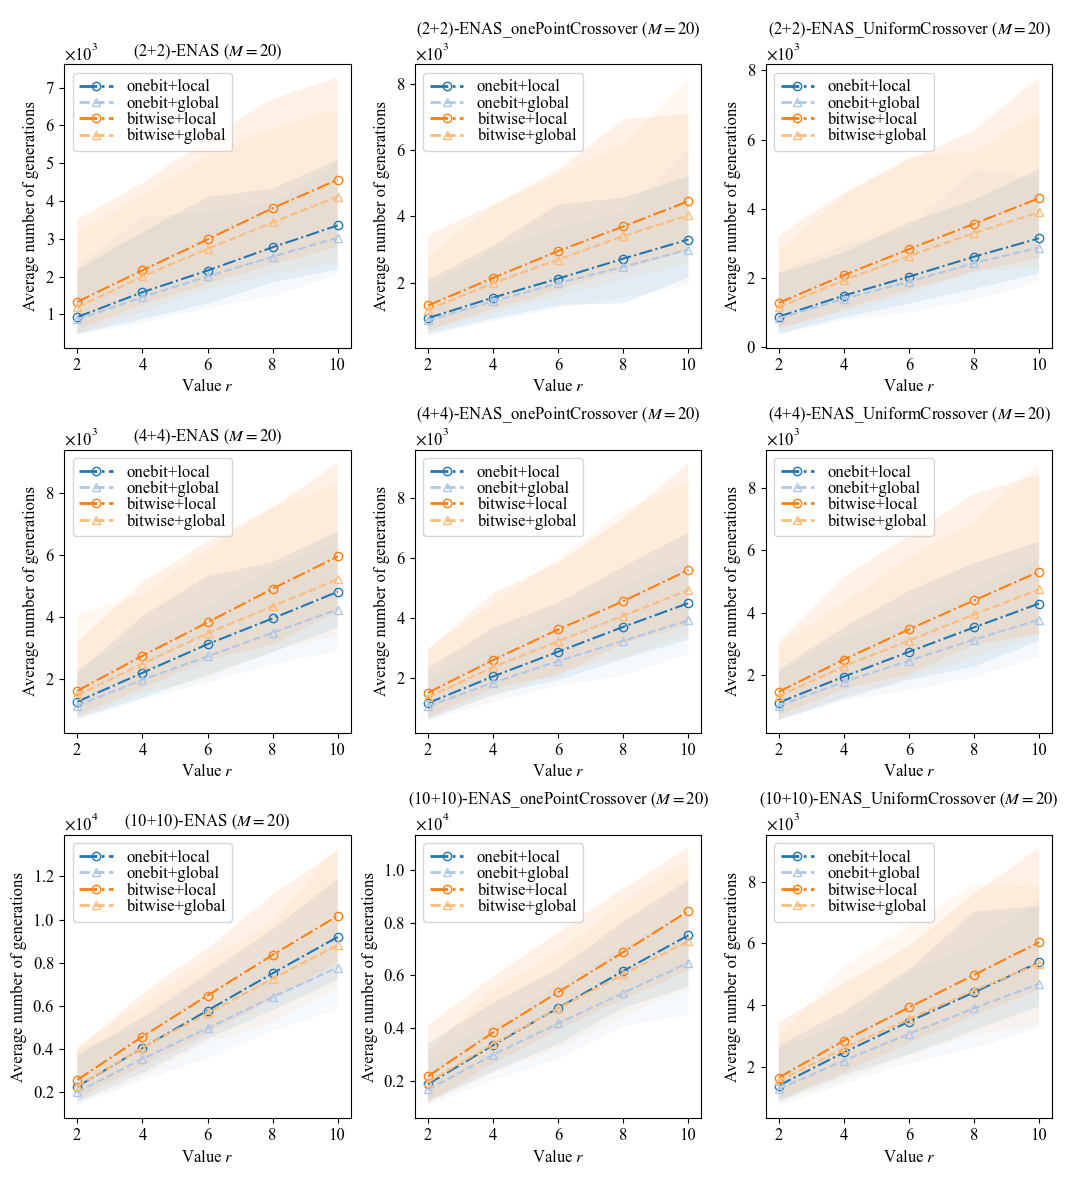 (2+2)-ENAS (M = 20)
×10³
Average number of generations
7
6
5
4
3
2
1
onebit+local
onebit+global
bitwise+local
bitwise+global
2 4 6 8 10
Value r
(2+2)-ENAS_onePointCrossover (M = 20)
×10³
Average number of generations
8
6
4
2
onebit+local
onebit+global
bitwise+local
bitwise+global
2 4 6 8 10
Value r
(2+2)-ENAS_UniformCrossover (M = 20)
×10³
Average number of generations
8
6
4
2
0
onebit+local
onebit+global
bitwise+local
bitwise+global
2 4 6 8 10
Value r
(4+4)-ENAS (M = 20)
×10³
Average number of generations
8
6
4
2
onebit+local
onebit+global
bitwise+local
bitwise+global
2 4 6 8 10
Value r
(4+4)-ENAS_onePointCrossover (M = 20)
×10³
Average number of generations
8
6
4
2
onebit+local
onebit+global
bitwise+local
bitwise+global
2 4 6 8 10
Value r
(4+4)-ENAS_UniformCrossover (M = 20)
×10³
Average number of generations
8
6
4
2
onebit+local
onebit+global
bitwise+local
bitwise+global
2 4 6 8 10
Value r
(10+10)-ENAS (M = 20)
×10⁴
Average number of generations
1.2
1.0
0.8
0.6
0.4
0.2
onebit+local
onebit+global
bitwise+local
bitwise+global
2 4 6 8 10
Value r
(10+10)-ENAS_onePointCrossover (M = 20)
×10⁴
Average number of generations
1.0
0.8
0.6
0.4
0.2
onebit+local
onebit+global
bitwise+local
bitwise+global
2 4 6 8 10
Value r
(10+10)-ENAS_UniformCrossover (M = 20)
×10³
Average number of generations
8
6
4
2
onebit+local
onebit+global
bitwise+local
bitwise+global
2 4 6 8 10
Value r